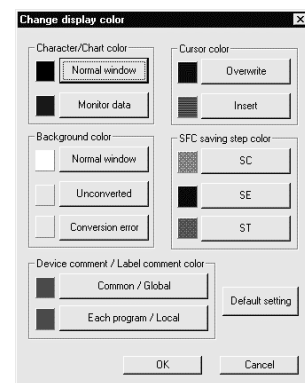 Change display color
Character/Chart color
Normal window
Monitor data
Cursor color
Overwrite
Insert
Background color
Normal window
Unconverted
Conversion error
SFC saving step color
SC
SE
ST
Device comment / Label comment color
Common / Global
Each program / Local
Default setting
OK
Cancel